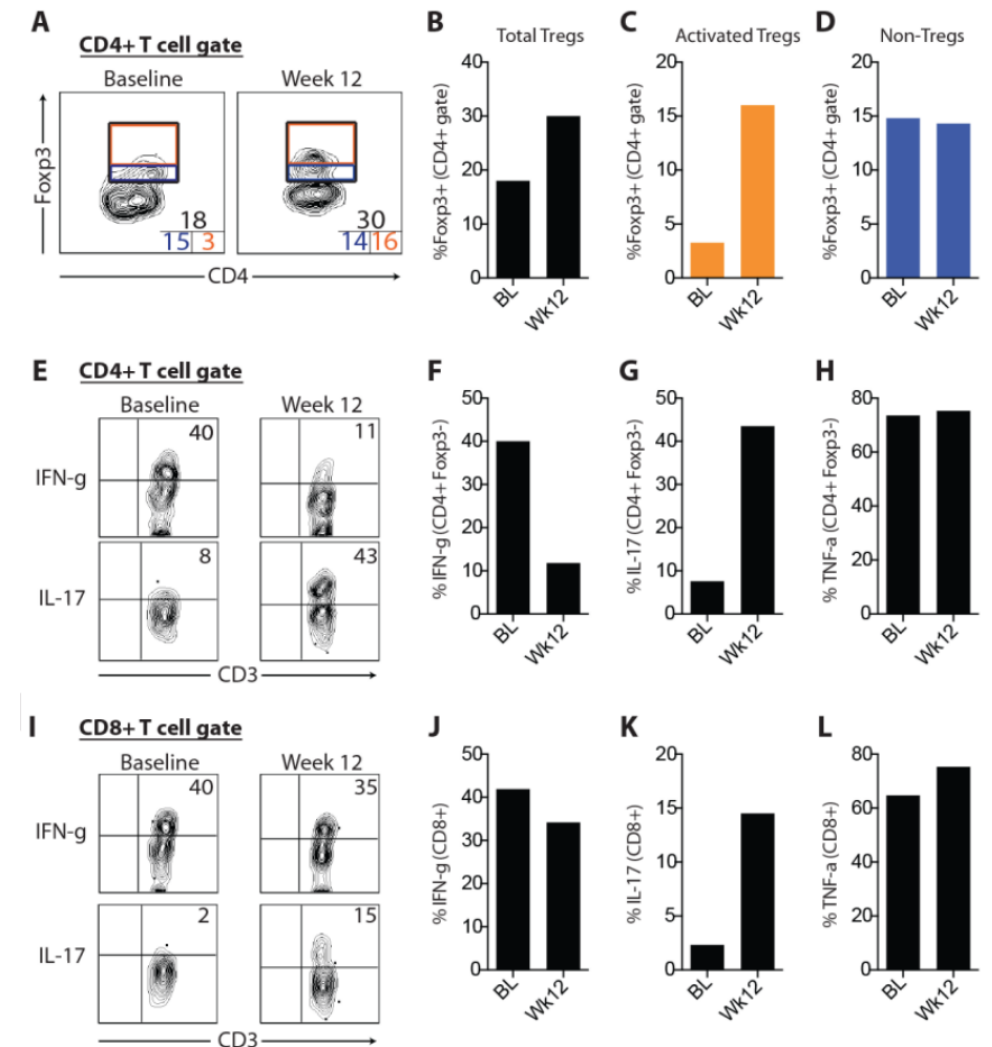 A
CD4+ T cell gate
Baseline
Week 12
Foxp3
18
15 3
30
14 16
CD4
B
Total Tregs
%Foxp3+ (CD4+ gate)
40
30
20
10
0
BL
Wk12
C
Activated Tregs
%Foxp3+ (CD4+ gate)
20
15
10
5
0
BL
Wk12
D
Non-Tregs
%Foxp3+ (CD4+ gate)
20
15
10
5
0
BL
Wk12
E
CD4+ T cell gate
Baseline
Week 12
IFN-g
40
11
IL-17
8
43
CD3
F
% IFN-g (CD4+ Foxp3-)
50
40
30
20
10
0
BL
Wk12
G
% IL-17 (CD4+ Foxp3-)
50
40
30
20
10
0
BL
Wk12
H
% TNF-a (CD4+ Foxp3-)
80
60
40
20
0
BL
Wk12
I
CD8+ T cell gate
Baseline
Week 12
IFN-g
40
35
IL-17
2
15
CD3
J
% IFN-g (CD8+)
50
40
30
20
10
0
BL
Wk12
K
% IL-17 (CD8+)
20
15
10
5
0
BL
Wk12
L
% TNF-a (CD8+)
80
60
40
20
0
BL
Wk12